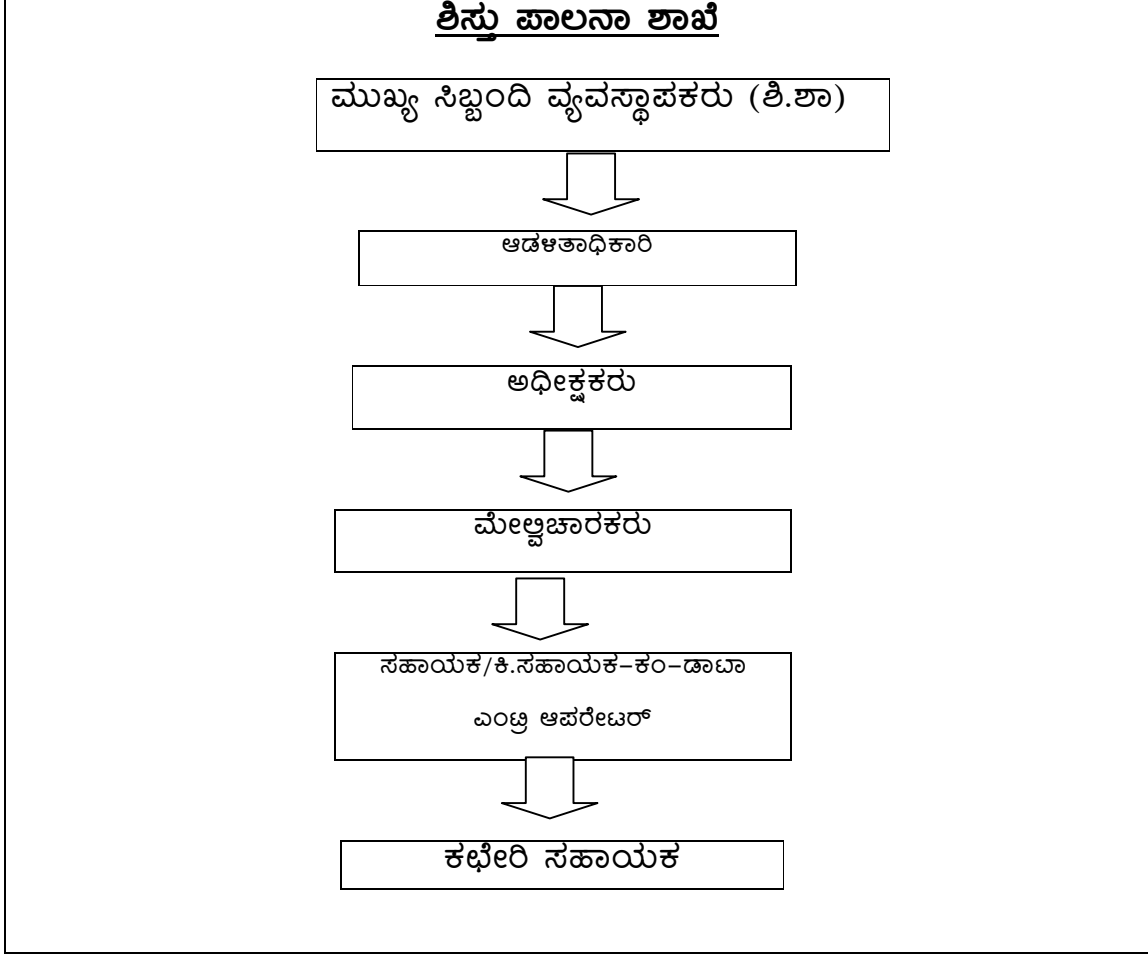 ಶಿಸ್ತು ಪಾಲನಾ ಶಾಖೆ
ಮುಖ್ಯ ಸಿಬ್ಬಂದಿ ವ್ಯವಸ್ಥಾಪಕರು (ಶಿ.ಶಾ)
ಆಡಳಿತಾಧಿಕಾರಿ
ಅಧೀಕ್ಷಕರು
ಮೇಲ್ವಿಚಾರಕರು
ಸಹಾಯಕ/ಕಿ.ಸಹಾಯಕ–ಕಂ–ಡಾಟಾ
ಎಂಟ್ರಿ ಆಪರೇಟರ್
ಕಛೇರಿ ಸಹಾಯಕ